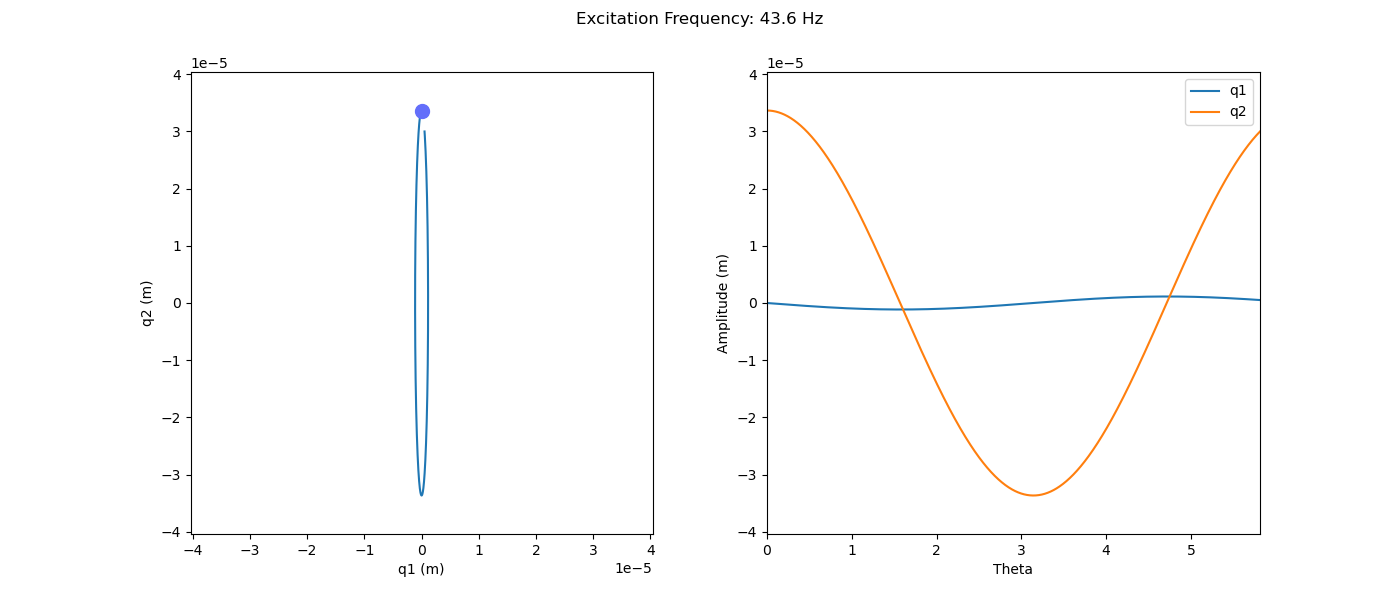 Excitation Frequency: 43.6 Hz
1e−5
4
3
2
1
0
−1
−2
−3
−4
q2 (m)
−4 −3 −2 −1 0 1 2 3 4
q1 (m)
1e−5
1e−5
4
3
2
1
0
−1
−2
−3
−4
Amplitude (m)
0 1 2 3 4 5
Theta
q1
q2